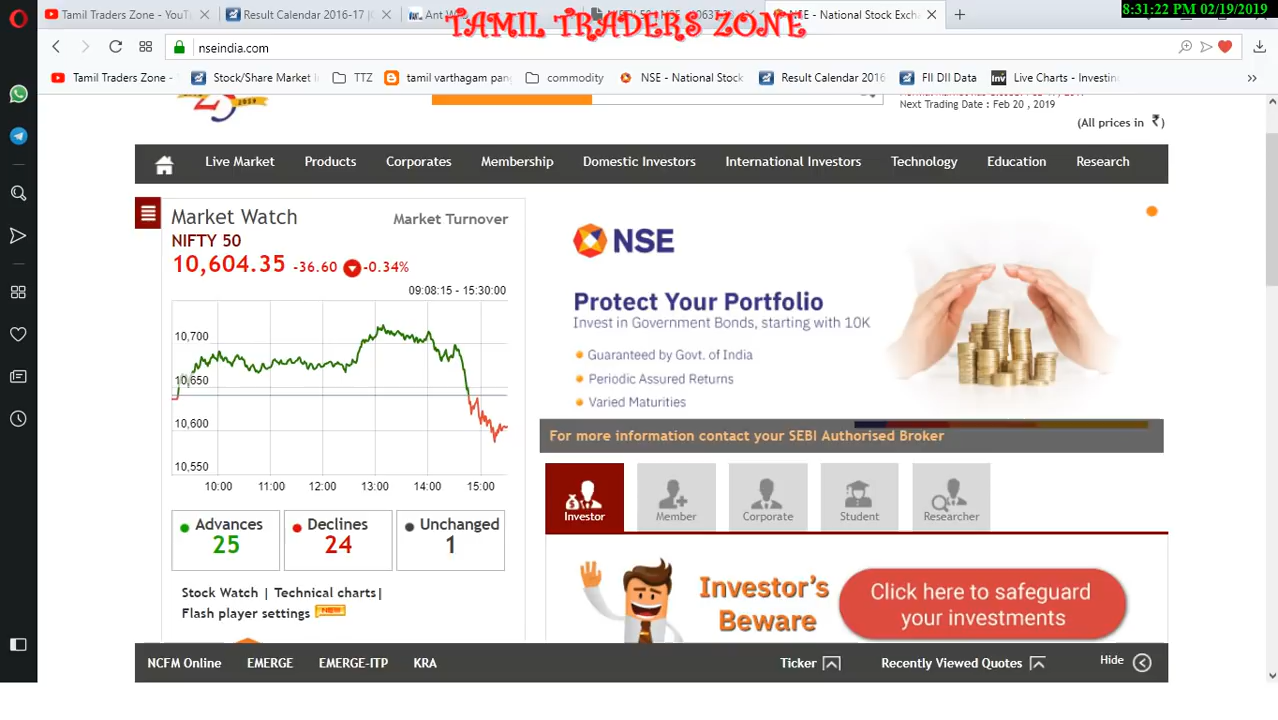 Tamil Traders Zone - YouT
Result Calendar 2016-17 |
Ant W
NSE - National Stock Exch
TAMIL TRADERS ZONE
8:31:22 PM 02/19/2019
nseindia.com
Tamil Traders Zone -
Stock/Share Market
TTZ
tamil varthagam pan
commodity
NSE - National Stock
Result Calendar 2016
FII DII Data
Live Charts - Investin
Next Trading Date : Feb 20 , 2019
(All prices in ₹)
Live Market
Products
Corporates
Membership
Domestic Investors
International Investors
Technology
Education
Research
Market Watch
Market Turnover
NIFTY 50
10,604.35 -36.60 -0.34%
09:08:15 - 15:30:00
10,700
10,650
10,600
10,550
10:00 11:00 12:00 13:00 14:00 15:00
Advances
25
Declines
24
Unchanged
1
Stock Watch | Technical charts|
Flash player settings NEW
NSE
Protect Your Portfolio
Invest in Government Bonds, starting with 10K
Guaranteed by Govt. of India
Periodic Assured Returns
Varied Maturities
For more information contact your SEBI Authorised Broker
Investor
Member
Corporate
Student
Researcher
Investor's
Beware
Click here to safeguard
your investments
NCFM Online
EMERGE
EMERGE-ITP
KRA
Ticker
Recently Viewed Quotes
Hide